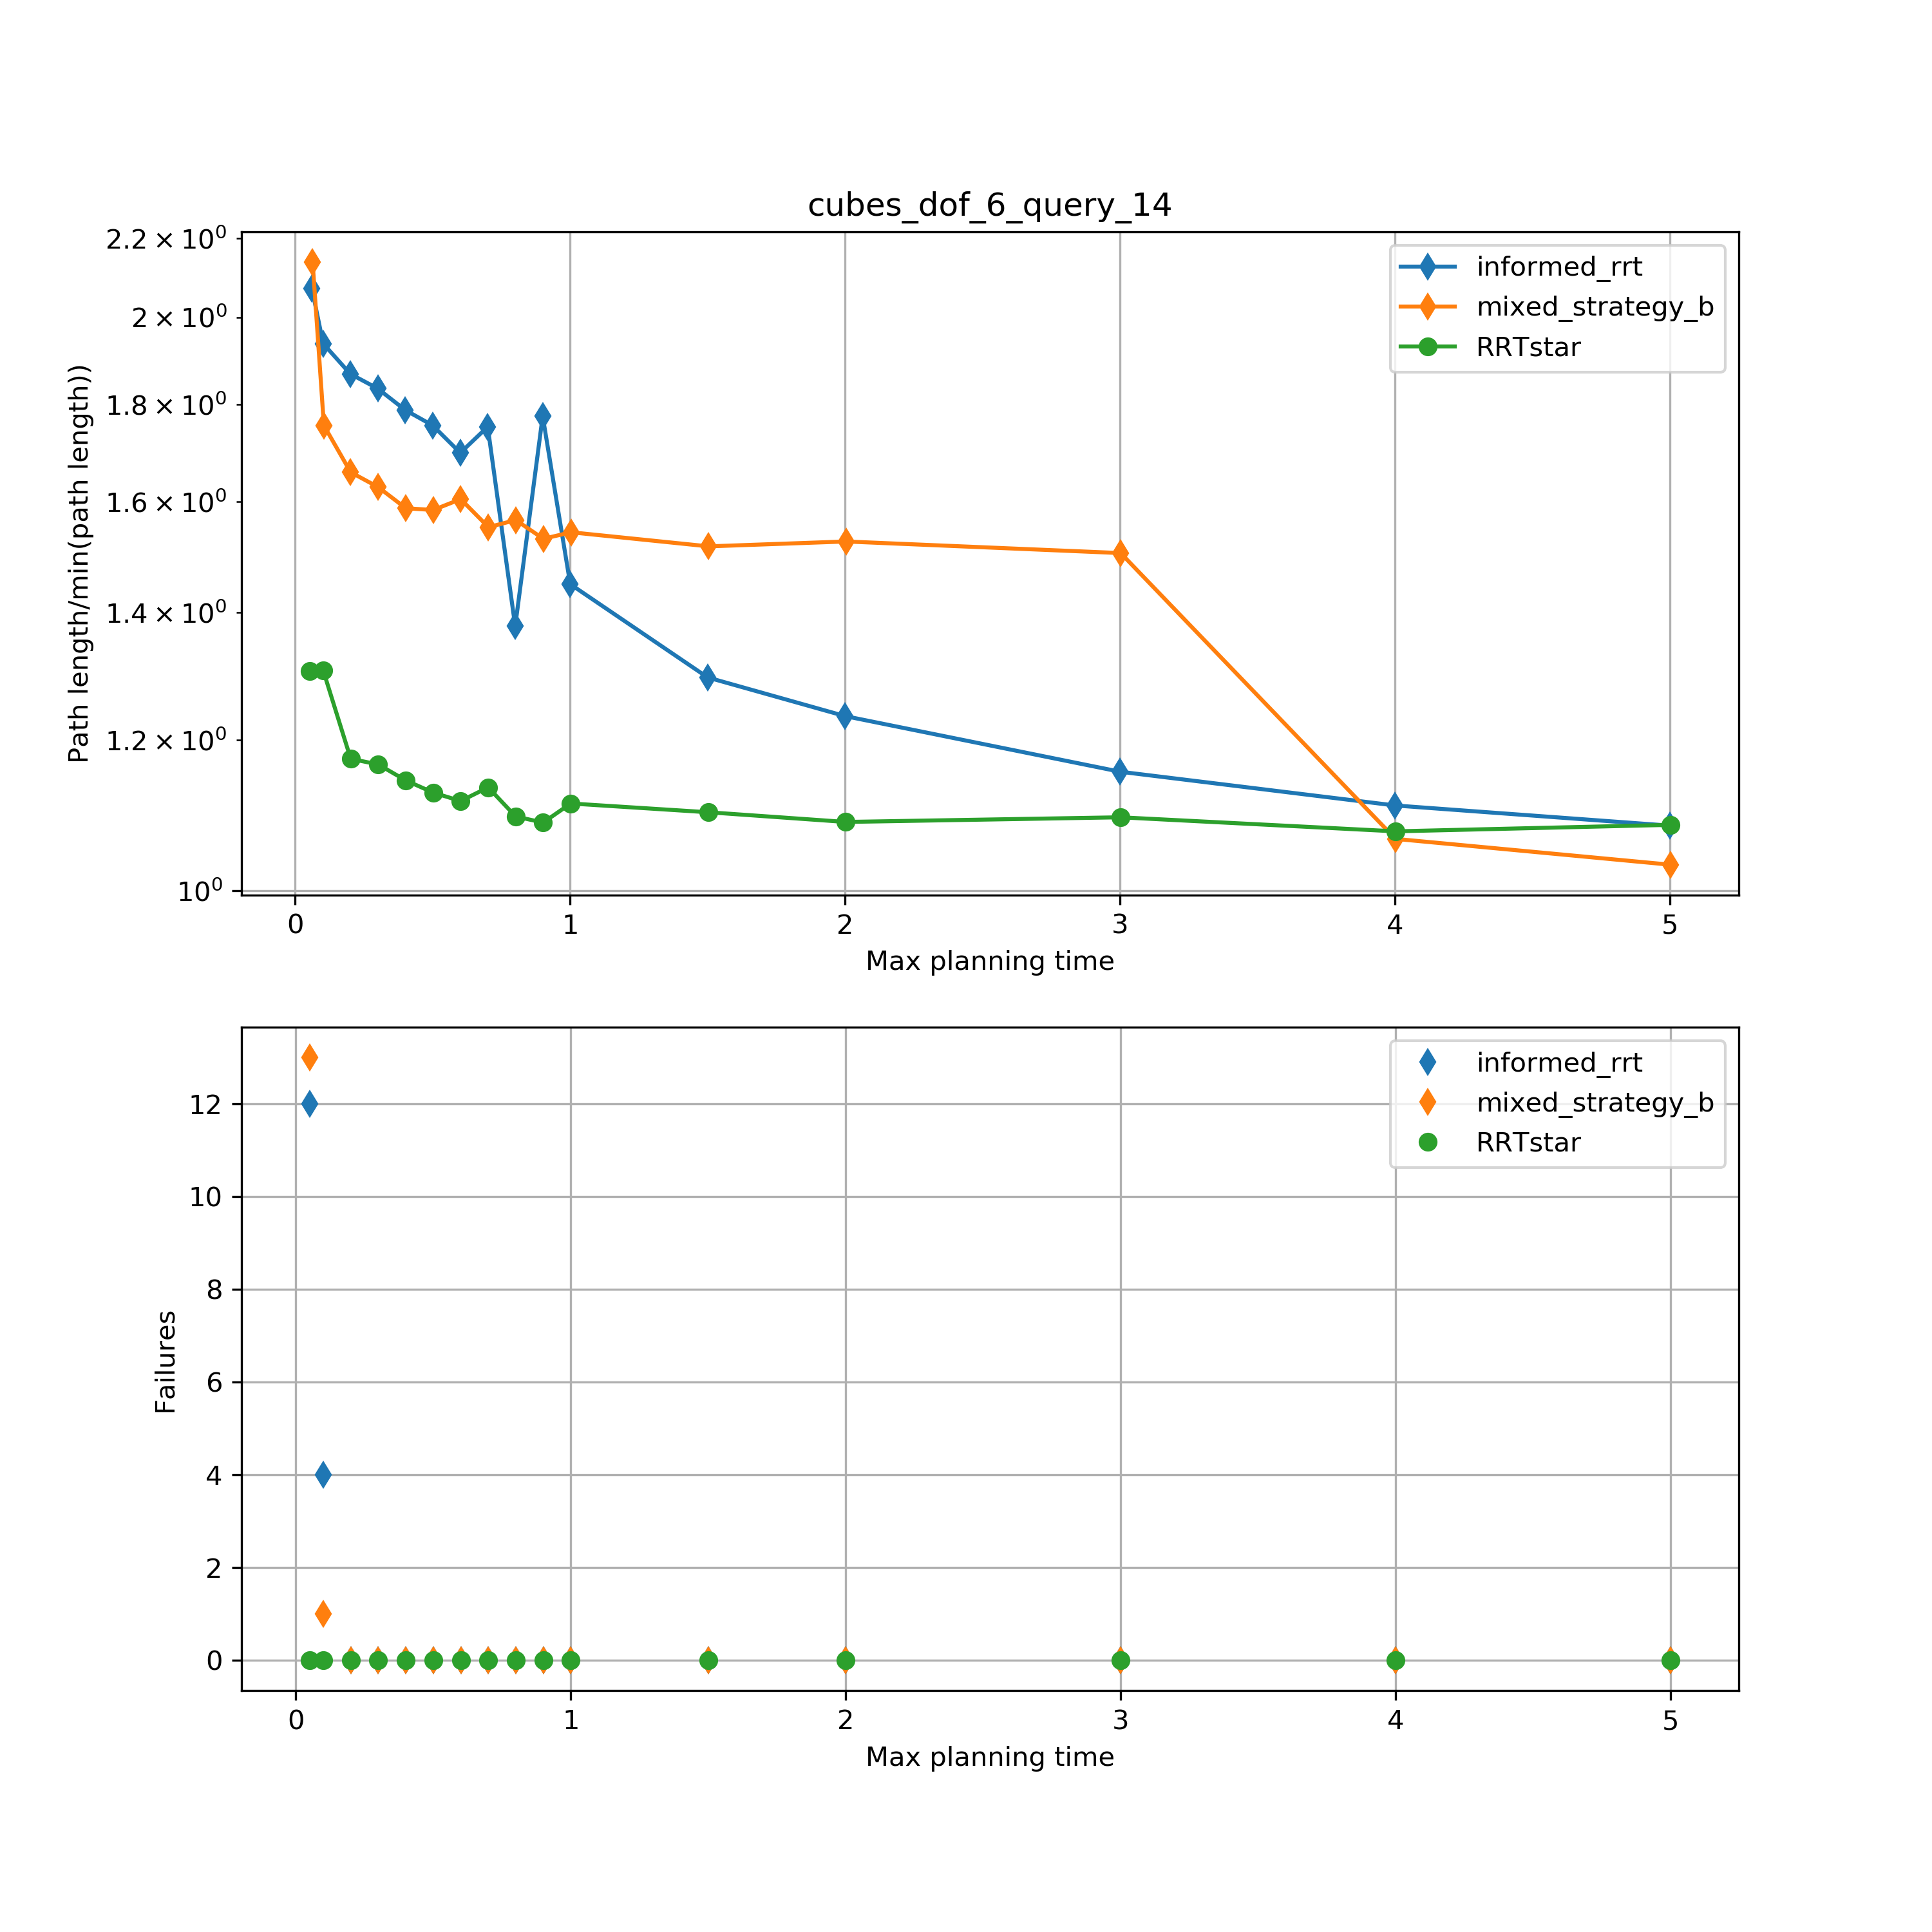 cubes_dof_6_query_14
2.2 × 10⁰
2 × 10⁰
1.8 × 10⁰
1.6 × 10⁰
1.4 × 10⁰
1.2 × 10⁰
10⁰
Path length/min(path length))
informed_rrt
mixed_strategy_b
RRTstar
0 1 2 3 4 5
Max planning time
12
10
8
6
4
2
0
Failures
informed_rrt
mixed_strategy_b
RRTstar
0 1 2 3 4 5
Max planning time